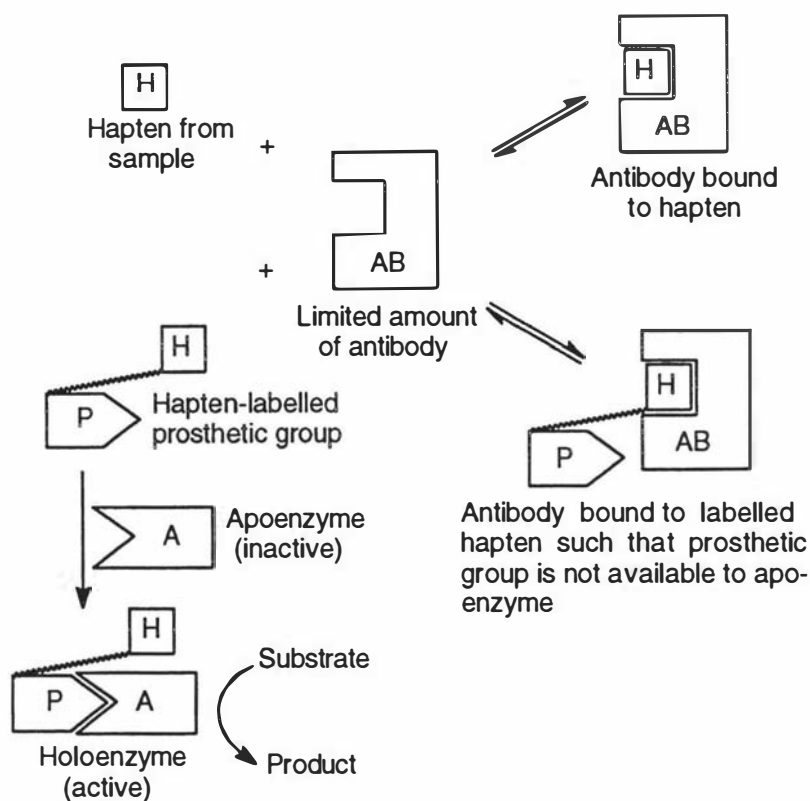 H
Hapten from
sample
+
+
AB
Limited amount
of antibody
H
AB
Antibody bound
to hapten
H
P
Hapten-labelled
prosthetic group
A
Apoenzyme
(inactive)
H
P
A
Holoenzyme
(active)
Substrate
Product
H
AB
P
Antibody bound to labelled
hapten such that prosthetic
group is not available to apo-
enzyme